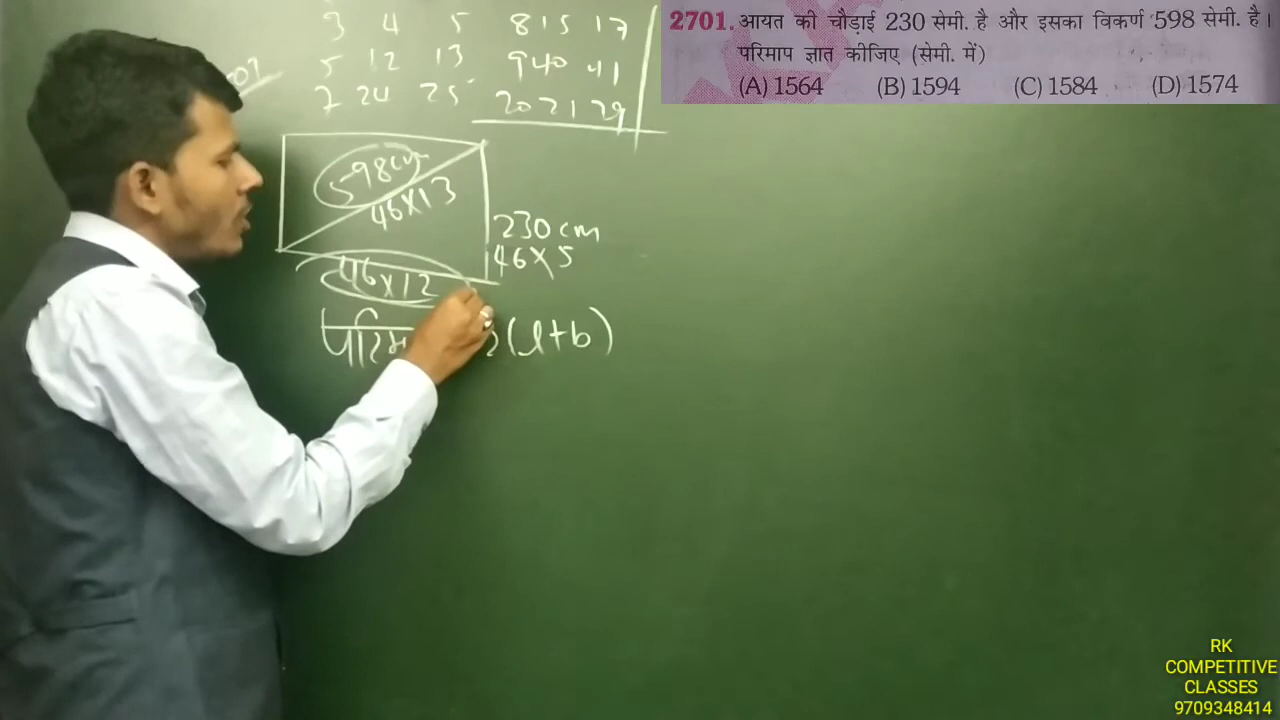 3 4 5 8 15 17
5 12 13 9 40 41
7 24 25 20 21 29
2701. आयत की चौड़ाई 230 सेमी. है और इसका विकर्ण 598 सेमी. है।
परिमाप ज्ञात कीजिए (सेमी. में)
(A) 1564 (B) 1594 (C) 1584 (D) 1574
598cm
46×13
230cm
46×5
46×12
2(l+b)
RK
COMPETITIVE
CLASSES
9709348414